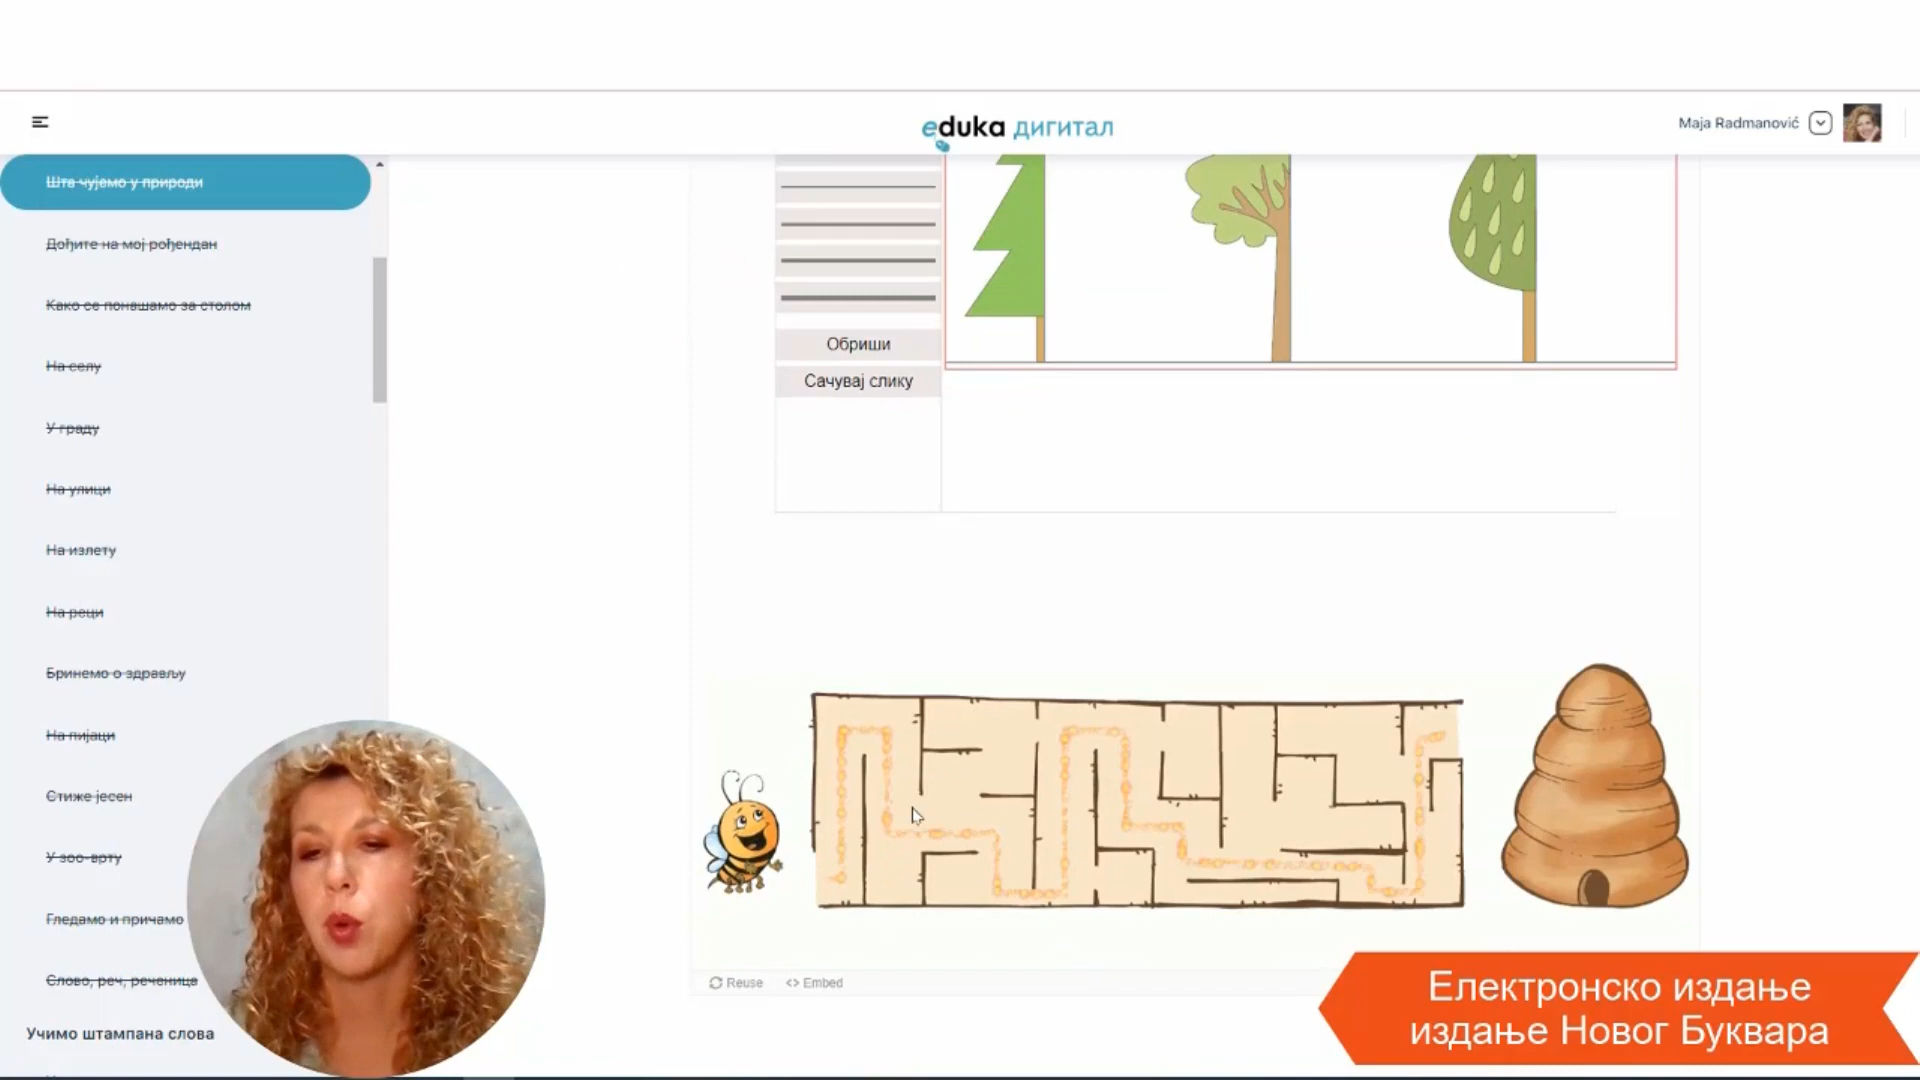 eduka дигитал
Maja Radmanović
Шта чујемо у природи
Дођите на мој рођендан
Како се понашамо за столом
На селу
У граду
На улици
На излету
На реци
Бринемо о здрављу
На пијаци
Стиже јесен
У зоо-врту
Гледамо и причамо
Слово, реч, реченица
Учимо штампана слова
Обриши
Сачувај слику
Reuse
<> Embed
Електронско издање
издање Новог Буквара